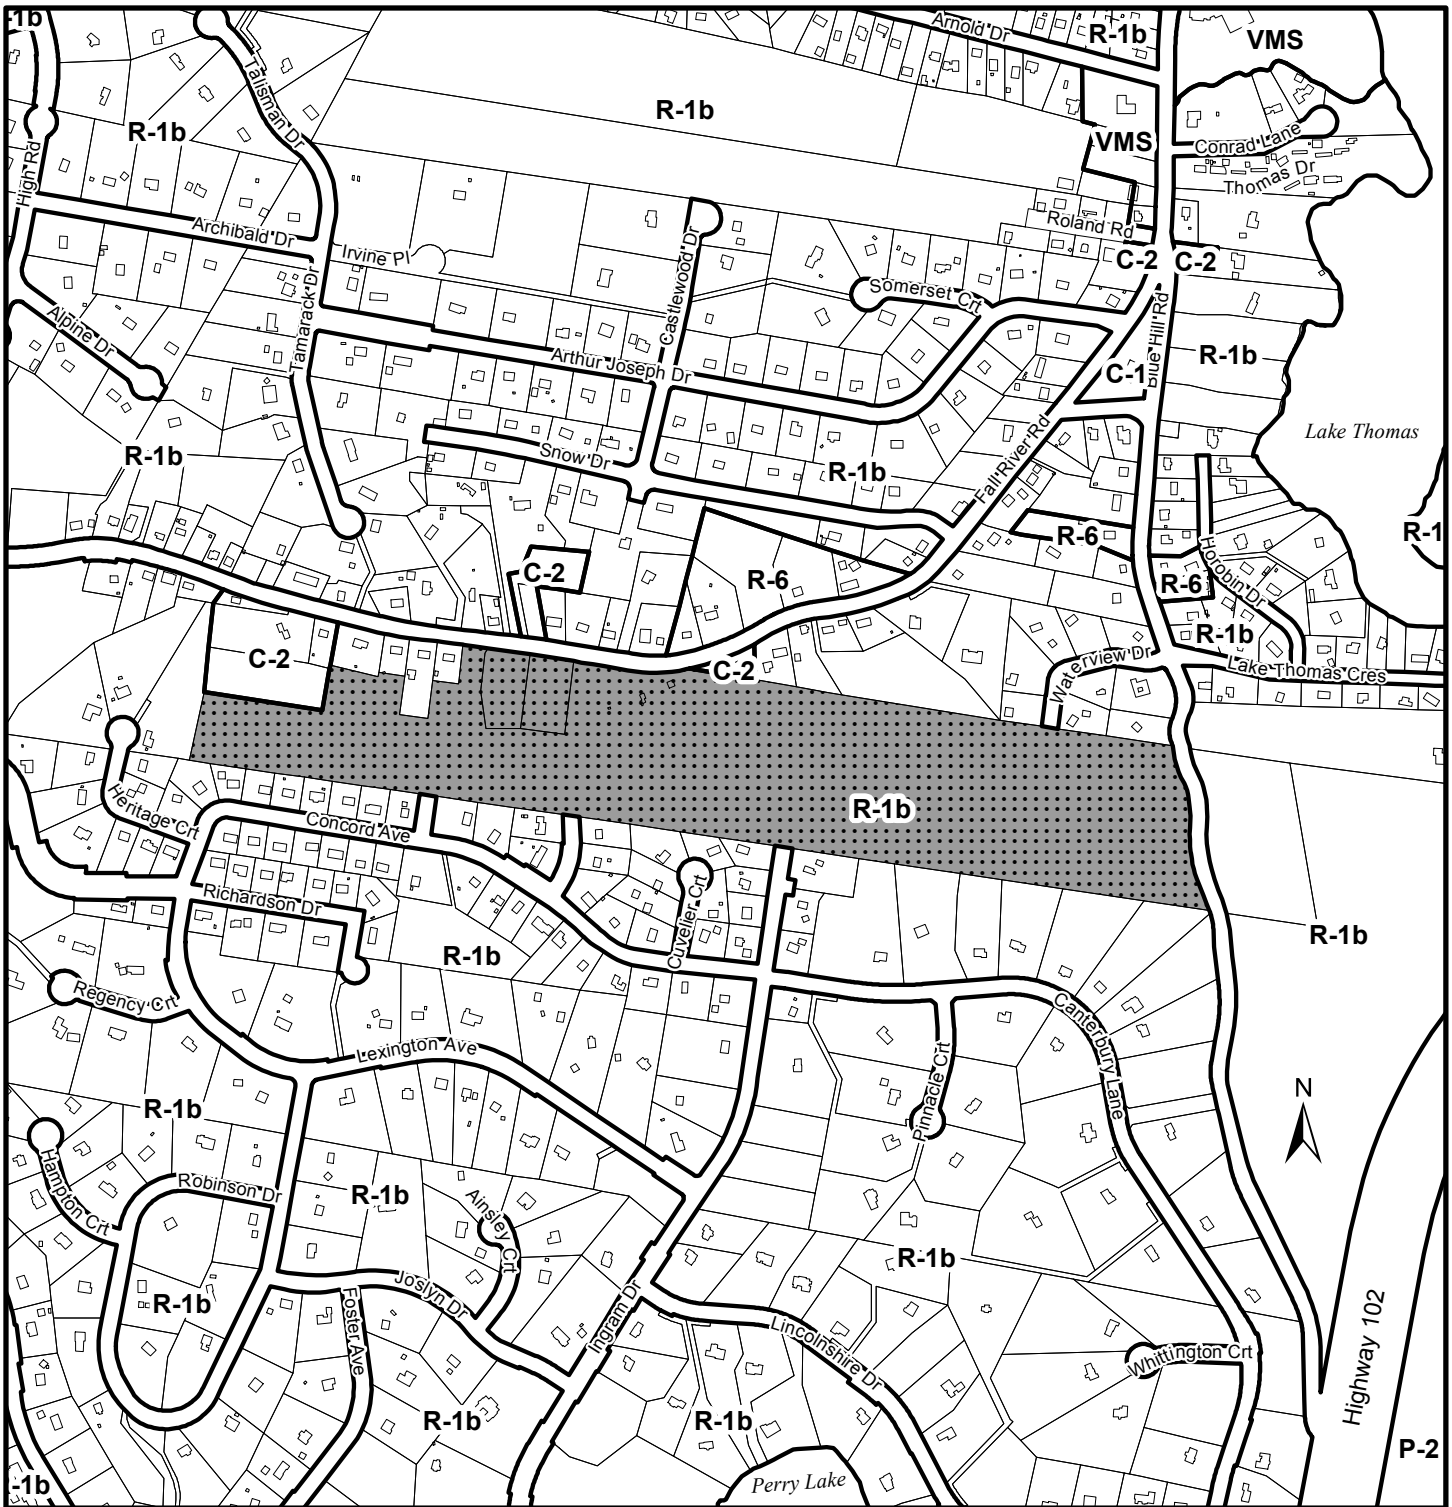 -1b
Arnold Dr
R-1b
VMS
Talisman Dr
R-1b
R-1b
VMS
Conrad Lane
Thomas Dr
High Rd
Archibald Dr
Irvine Pl
Roland Rd
C-2
C-2
Castlewood Dr
Somerset Crt
Tamarack Dr
Alpine Dr
Blue Hill Rd
R-1b
Arthur Joseph Dr
C-1
Lake Thomas
R-1b
Snow Dr
R-1b
Fall River Rd
R-1
R-6
C-2
R-6
R-6
Horobin Dr
R-1b
C-2
C-2
Waterview Dr
Lake Thomas Cres
R-1b
Heritage Crt
Concord Ave
Richardson Dr
Cuvelier Crt
R-1b
R-1b
Regency Crt
Canterbury Lane
Lexington Ave
Pinnacle Crt
N
R-1b
Hampton Crt
Robinson Dr
R-1b
Ainsley Crt
R-1b
R-1b
Joslyn Dr
Foster Ave
Ingram Dr
Lincolnshire Dr
Whittington Crt
Highway 102
R-1b
R-1b
P-2
-1b
Perry Lake